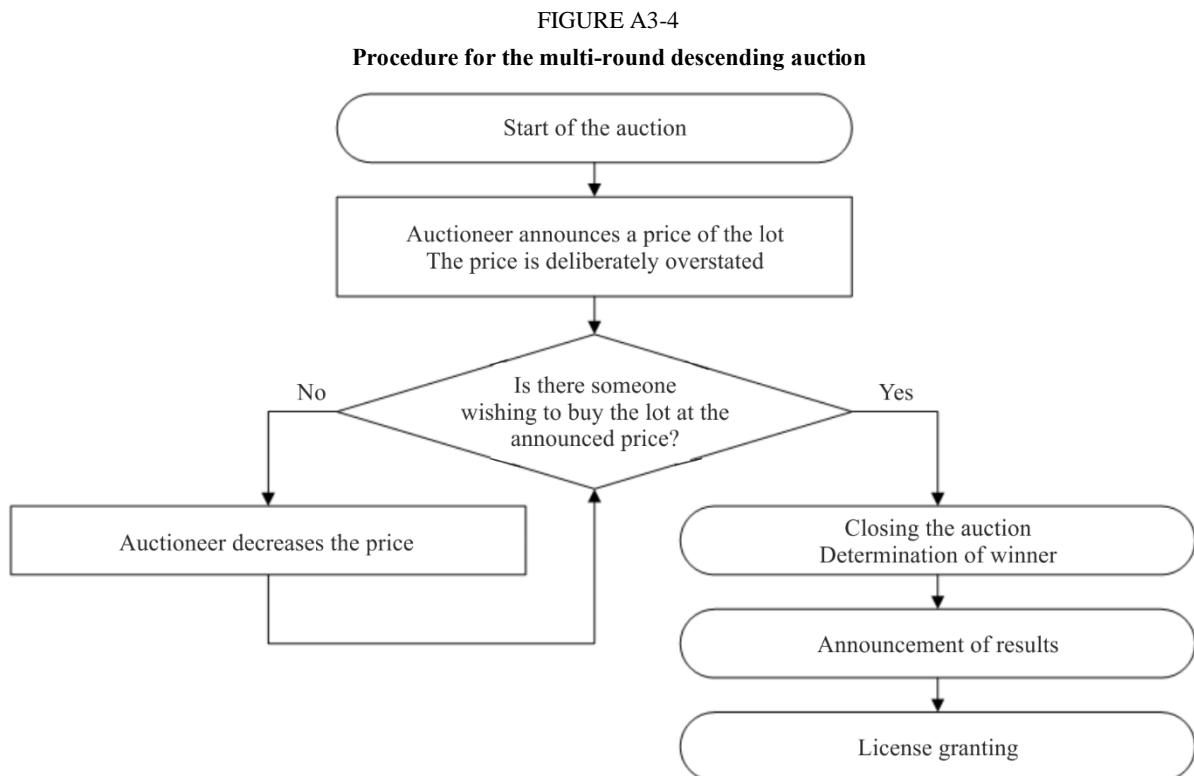 FIGURE A3-4
Procedure for the multi-round descending auction
Start of the auction
Auctioneer announces a price of the lot
The price is deliberately overstated
Is there someone
wishing to buy the lot at the
announced price?
No
Yes
Auctioneer decreases the price
Closing the auction
Determination of winner
Announcement of results
License granting